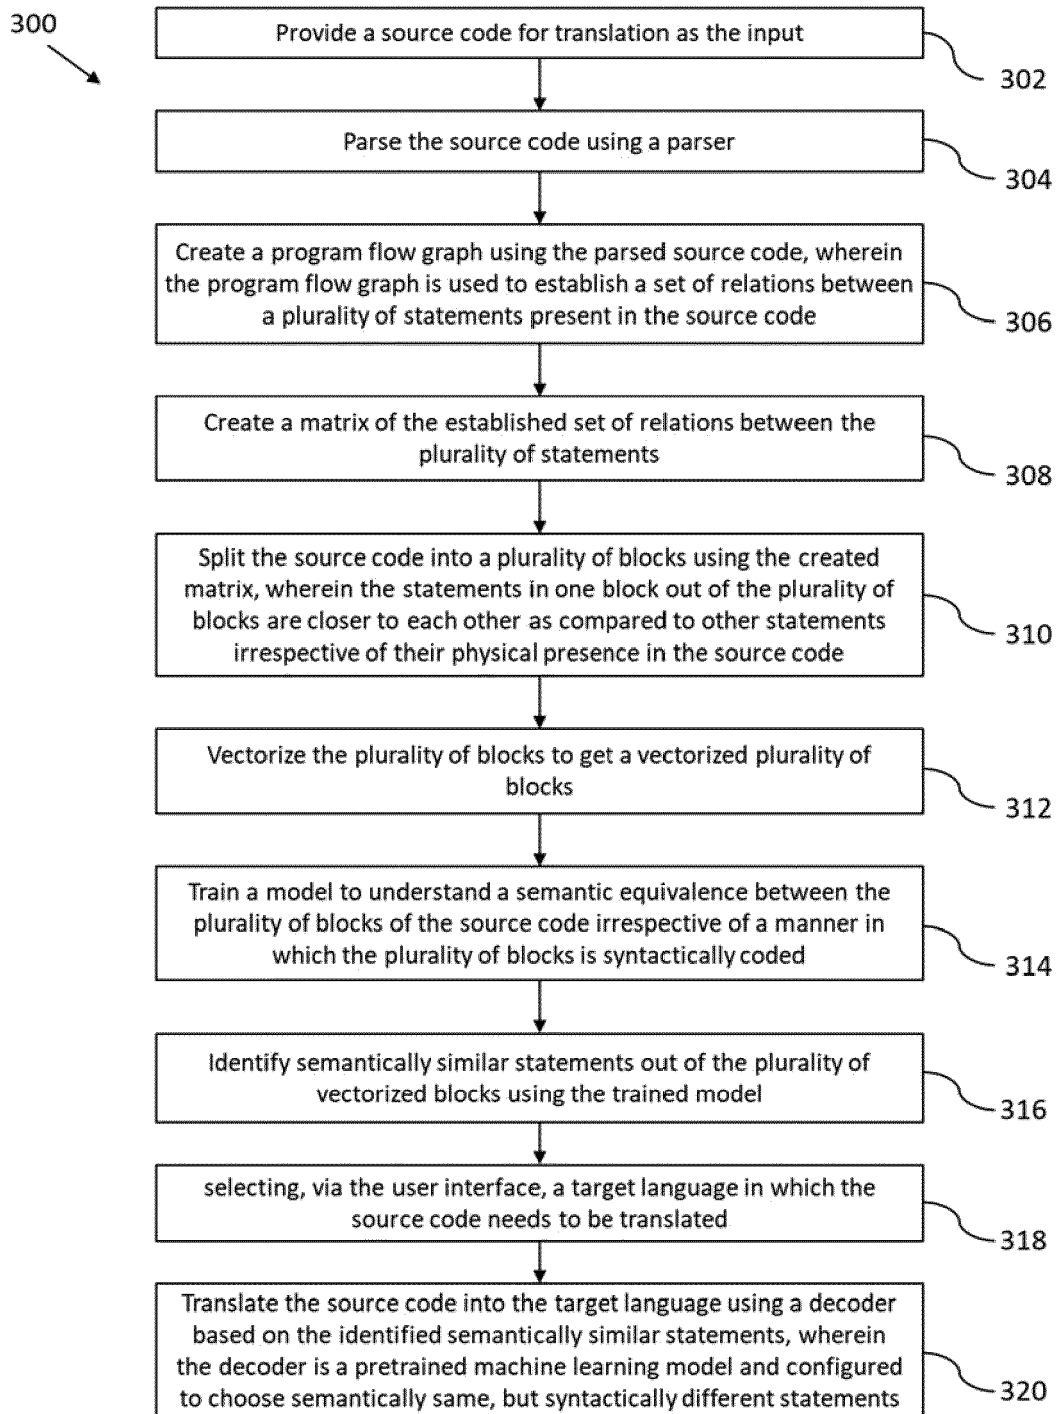 300
Provide a source code for translation as the input
302
Parse the source code using a parser
304
Create a program flow graph using the parsed source code, wherein
the program flow graph is used to establish a set of relations between
a plurality of statements present in the source code
306
Create a matrix of the established set of relations between the
plurality of statements
308
Split the source code into a plurality of blocks using the created
matrix, wherein the statements in one block out of the plurality of
blocks are closer to each other as compared to other statements
irrespective of their physical presence in the source code
310
Vectorize the plurality of blocks to get a vectorized plurality of
blocks
312
Train a model to understand a semantic equivalence between the
plurality of blocks of the source code irrespective of a manner in
which the plurality of blocks is syntactically coded
314
Identify semantically similar statements out of the plurality of
vectorized blocks using the trained model
316
selecting, via the user interface, a target language in which the
source code needs to be translated
318
Translate the source code into the target language using a decoder
based on the identified semantically similar statements, wherein
the decoder is a pretrained machine learning model and configured
to choose semantically same, but syntactically different statements
320